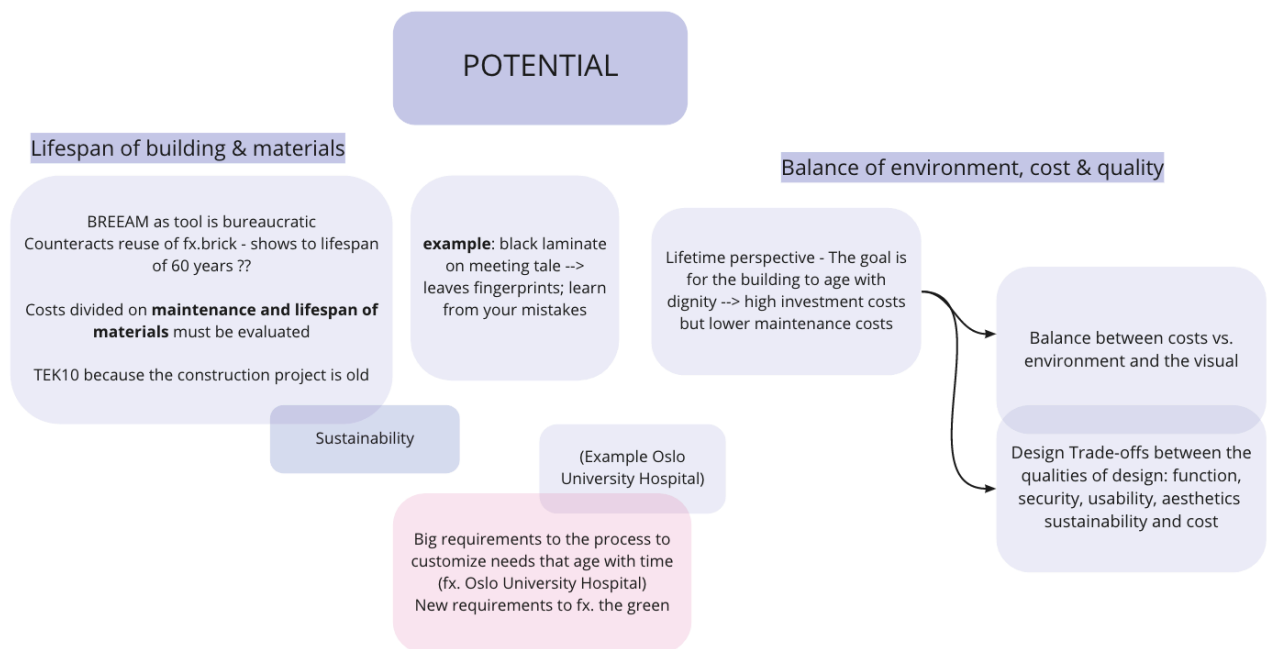 POTENTIAL
Lifespan of building & materials
BREEAM as tool is bureaucratic
Counteracts reuse of fx.brick - shows to lifespan
of 60 years ??
Costs divided on maintenance and lifespan of
materials must be evaluated
TEK10 because the construction project is old
Sustainability
example: black laminate
on meeting tale -->
leaves fingerprints; learn
from your mistakes
(Example Oslo
University Hospital)
Big requirements to the process to
customize needs that age with time
(fx. Oslo University Hospital)
New requirements to fx. the green
Balance of environment, cost & quality
Lifetime perspective - The goal is
for the building to age with
dignity --> high investment costs
but lower maintenance costs
Balance between costs vs.
environment and the visual
Design Trade-offs between the
qualities of design: function,
security, usability, aesthetics
sustainability and cost